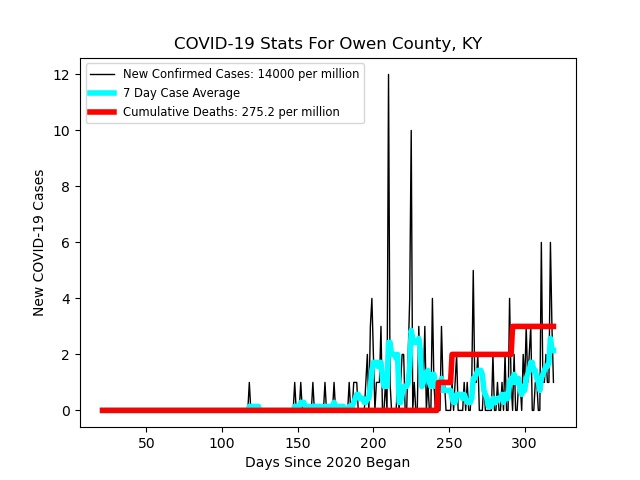 COVID-19 Stats For Owen County, KY
New Confirmed Cases: 14000 per million
7 Day Case Average
Cumulative Deaths: 275.2 per million
New COVID-19 Cases
12
10
8
6
4
2
0
50 100 150 200 250 300
Days Since 2020 Began